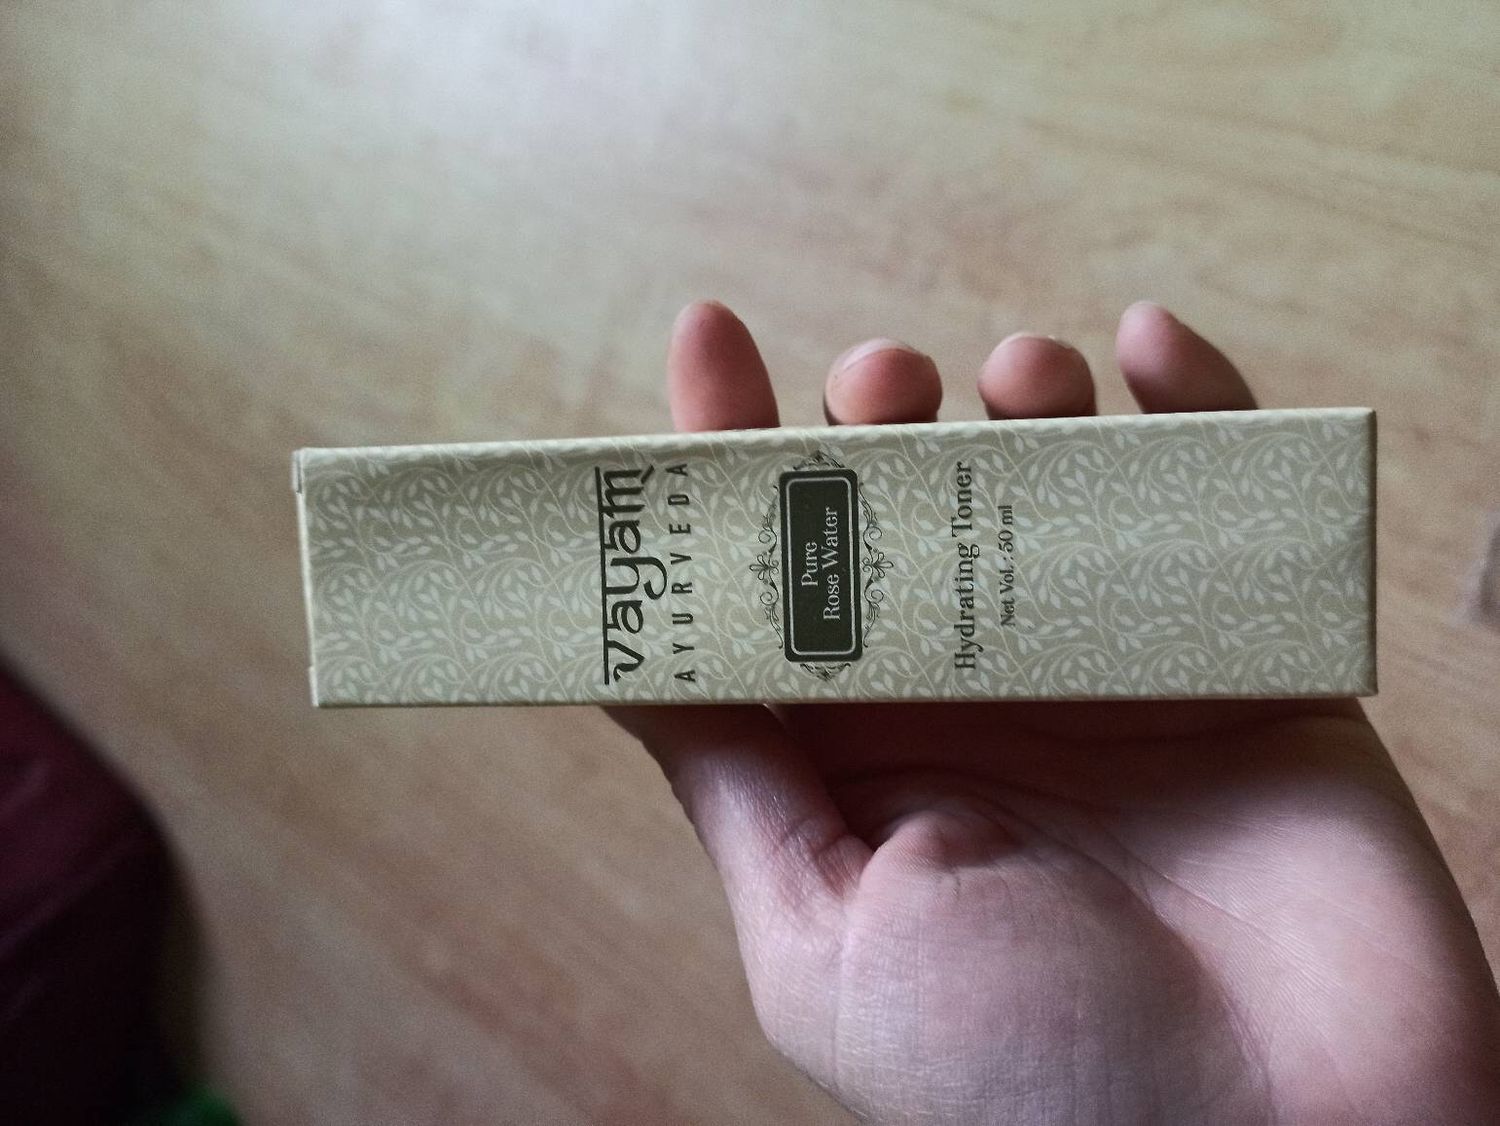 vayam
AYURVEDA
Pure
Rose Water
Hydrating Toner
Net Vol. : 50 ml